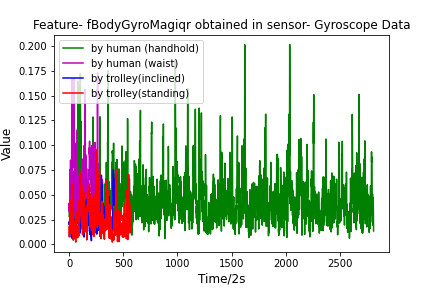 Feature- fBodyGyroMagiqr obtained in sensor- Gyroscope Data
0.200
0.175
0.150
0.125
0.100
0.075
0.050
0.025
0.000
Value
by human (handhold)
by human (waist)
by trolley(inclined)
by trolley(standing)
0
500
1000
1500
2000
2500
Time/2s